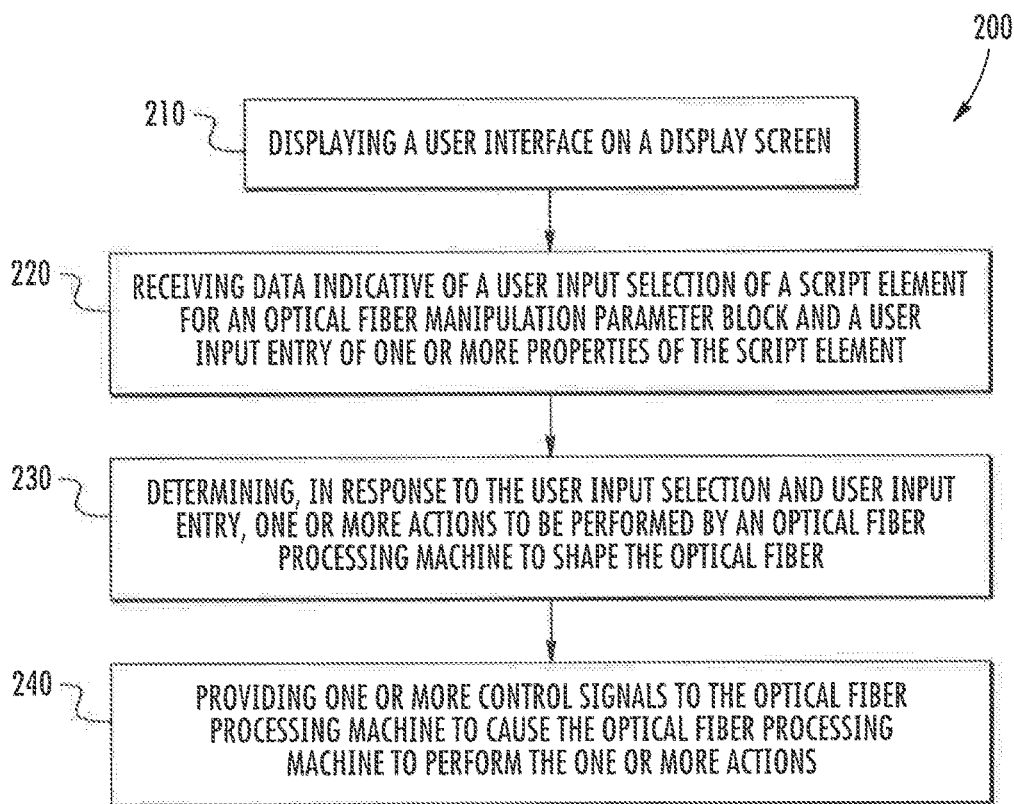 200
210
DISPLAYING A USER INTERFACE ON A DISPLAY SCREEN
220
RECEIVING DATA INDICATIVE OF A USER INPUT SELECTION OF A SCRIPT ELEMENT
FOR AN OPTICAL FIBER MANIPULATION PARAMETER BLOCK AND A USER
INPUT ENTRY OF ONE OR MORE PROPERTIES OF THE SCRIPT ELEMENT
230
DETERMINING, IN RESPONSE TO THE USER INPUT SELECTION AND USER INPUT
ENTRY, ONE OR MORE ACTIONS TO BE PERFORMED BY AN OPTICAL FIBER
PROCESSING MACHINE TO SHAPE THE OPTICAL FIBER
240
PROVIDING ONE OR MORE CONTROL SIGNALS TO THE OPTICAL FIBER
PROCESSING MACHINE TO CAUSE THE OPTICAL FIBER PROCESSING
MACHINE TO PERFORM THE ONE OR MORE ACTIONS